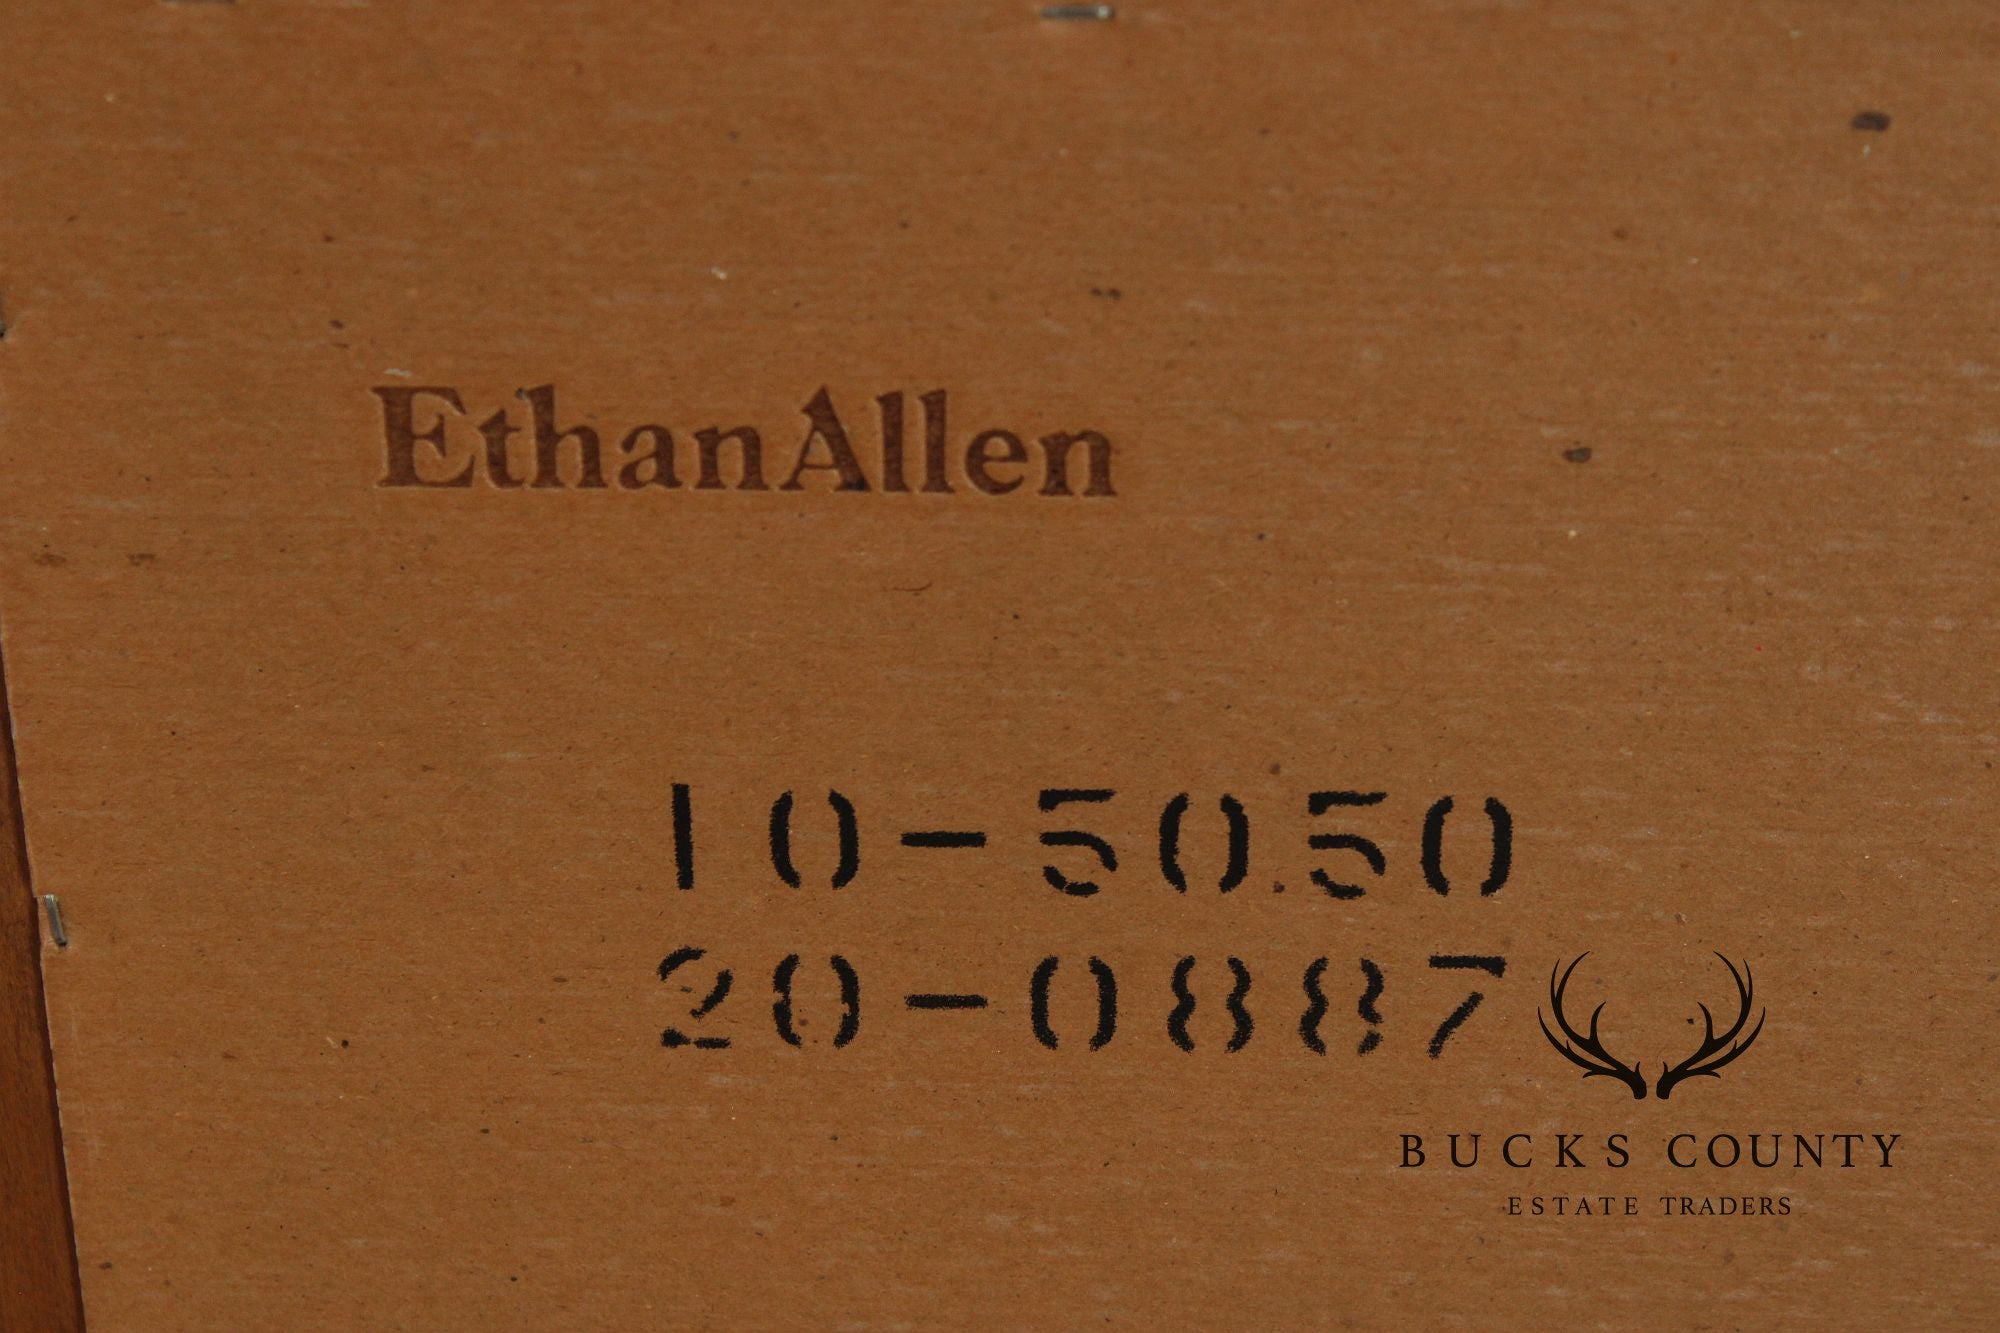 EthanAllen
10-5050
20-0887
BUCKS COUNTY
ESTATE TRADERS